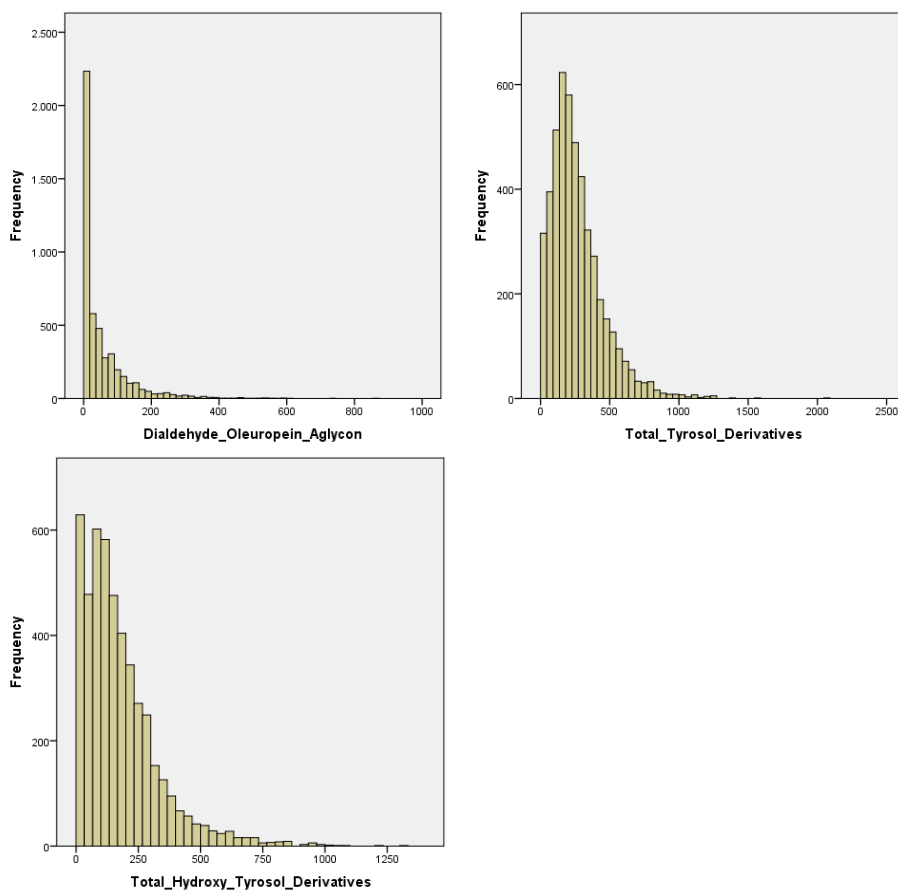 2.500
2.000
1.500
1.000
500
0
Frequency
0 200 400 600 800 1000
Dialdehyde_Oleuropein_Aglycon
600
400
200
0
Frequency
0 500 1000 1500 2000 2500
Total_Tyrosol_Derivatives
600
400
200
0
Frequency
0 250 500 750 1000 1250
Total_Hydroxy_Tyrosol_Derivatives